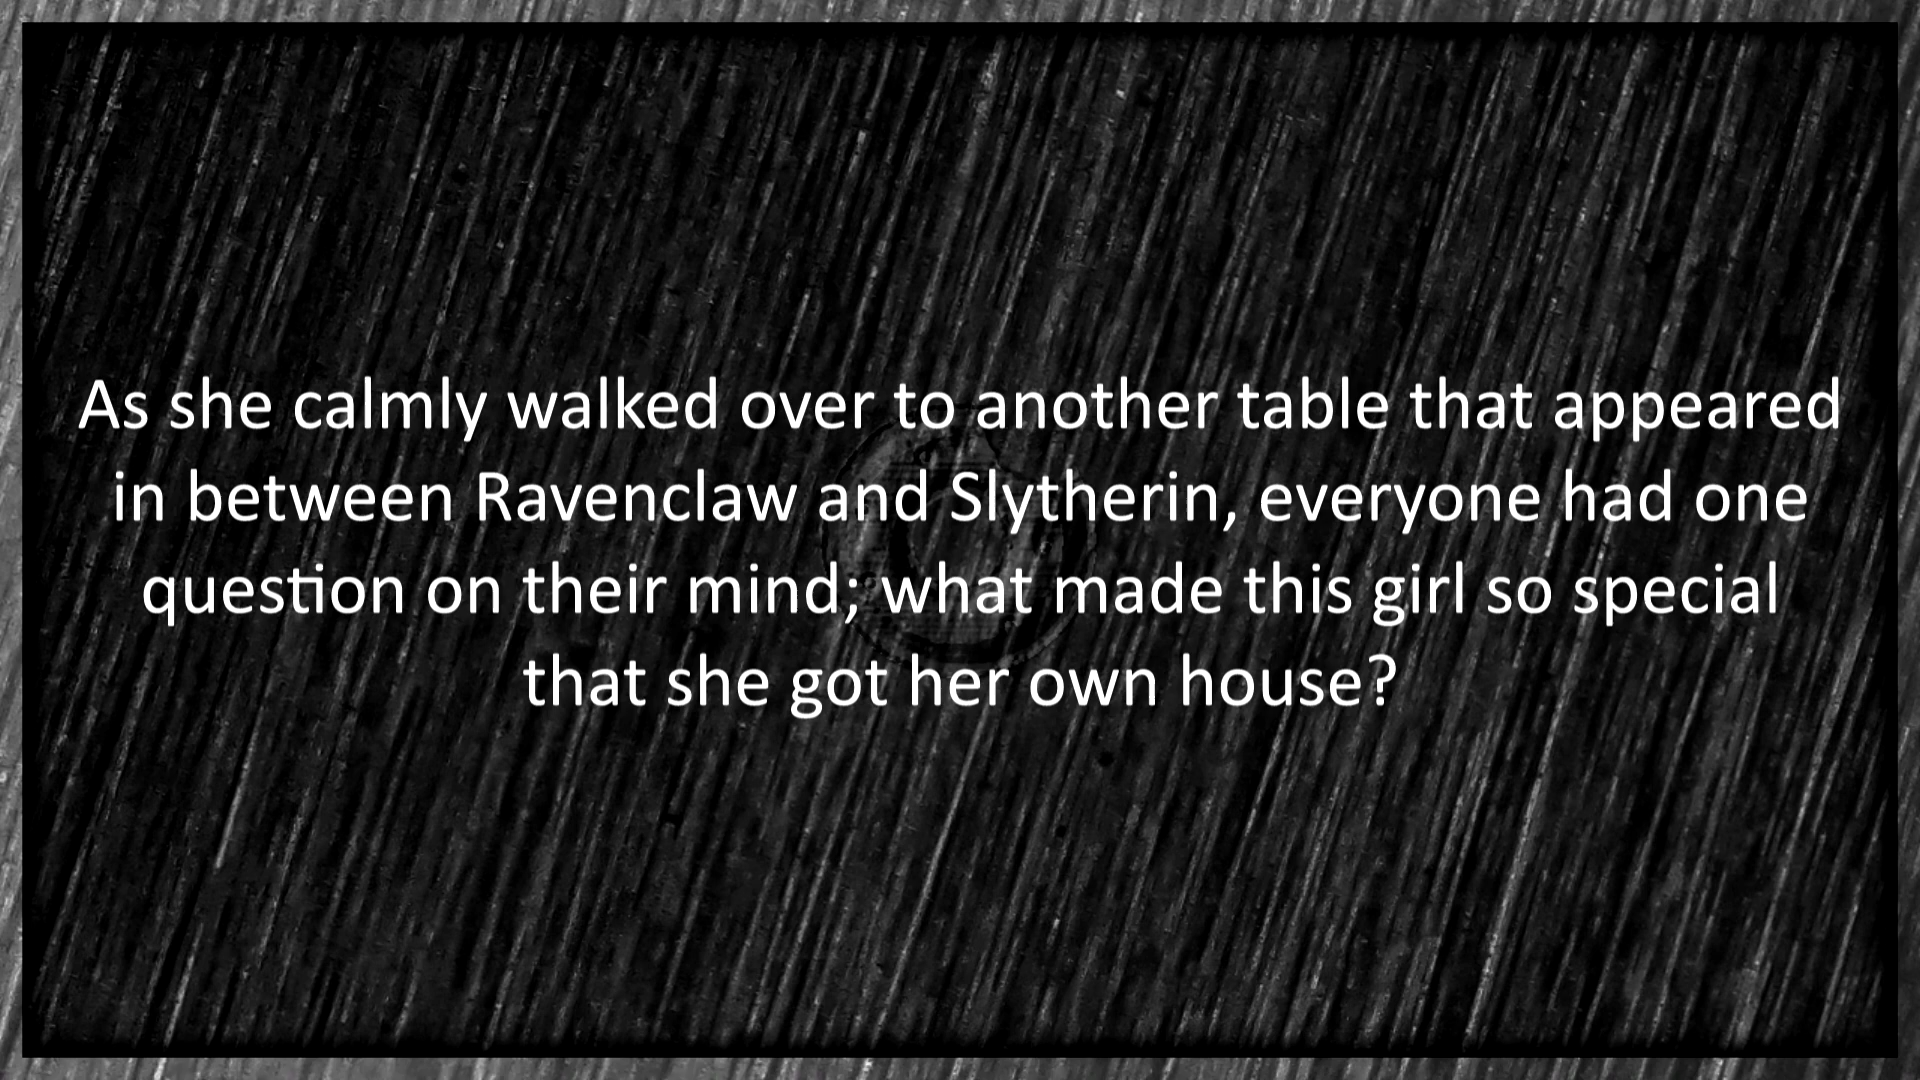 As she calmly walked over to another table that appeared
in between Ravenclaw and Slytherin, everyone had one
question on their mind; what made this girl so special
that she got her own house?